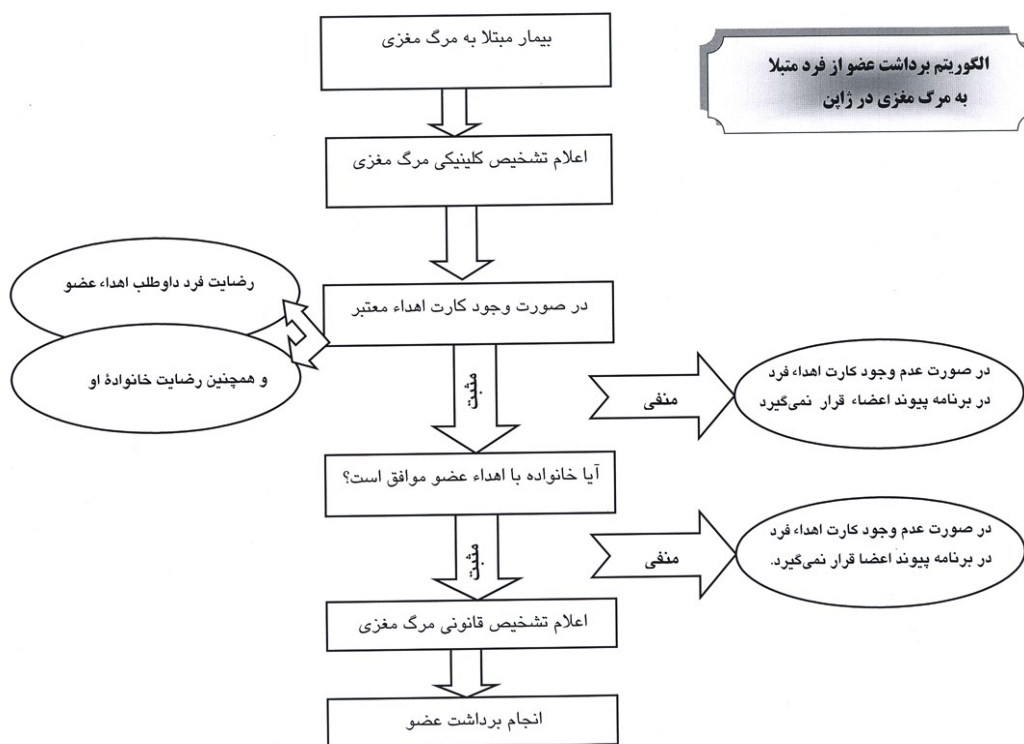 الگوریتم برداشت عضو از فرد متبلا
به مرگ مغزی در ژاپن
بیمار مبتلا به مرگ مغزی
اعلام تشخیص کلینیکی مرگ مغزی
در صورت وجود کارت اهداء معتبر
رضایت فرد داوطلب اهداء عضو
و همچنین رضایت خانوادۀ او
مثبت
منفی
در صورت عدم وجود کارت اهداء فرد
در برنامه پیوند اعضاء قرار نمی‌گیرد
آیا خانواده با اهداء عضو موافق است؟
مثبت
منفی
در صورت عدم وجود کارت اهداء فرد
در برنامه پیوند اعضا قرار نمی‌گیرد.
اعلام تشخیص قانونی مرگ مغزی
انجام برداشت عضو